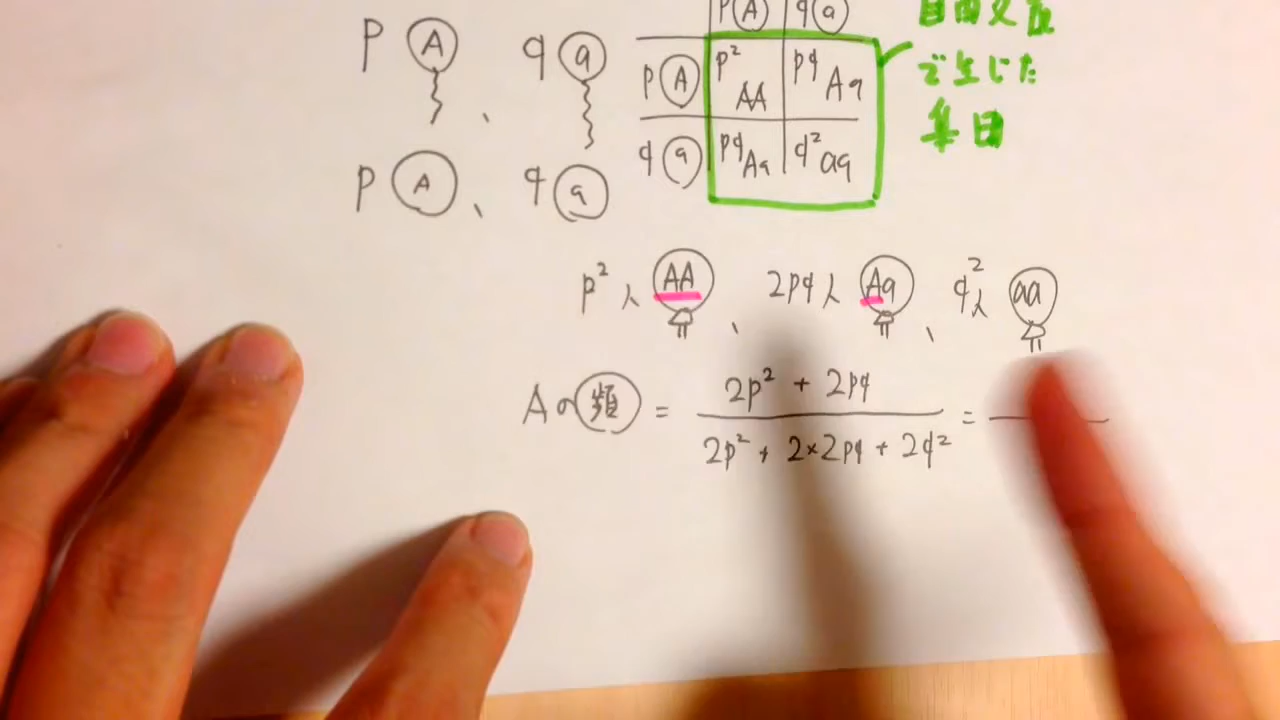 p(A) q(a)
p A 、 q a
p A p² AA pq Aa
q a pq Aa q² aa
p A 、 q a
自由交配
で生じた
集団
p²人 AA 、 2pq人 Aa 、 q²人 aa
Aの頻 = 2p² + 2pq / 2p² + 2×2pq + 2q² =